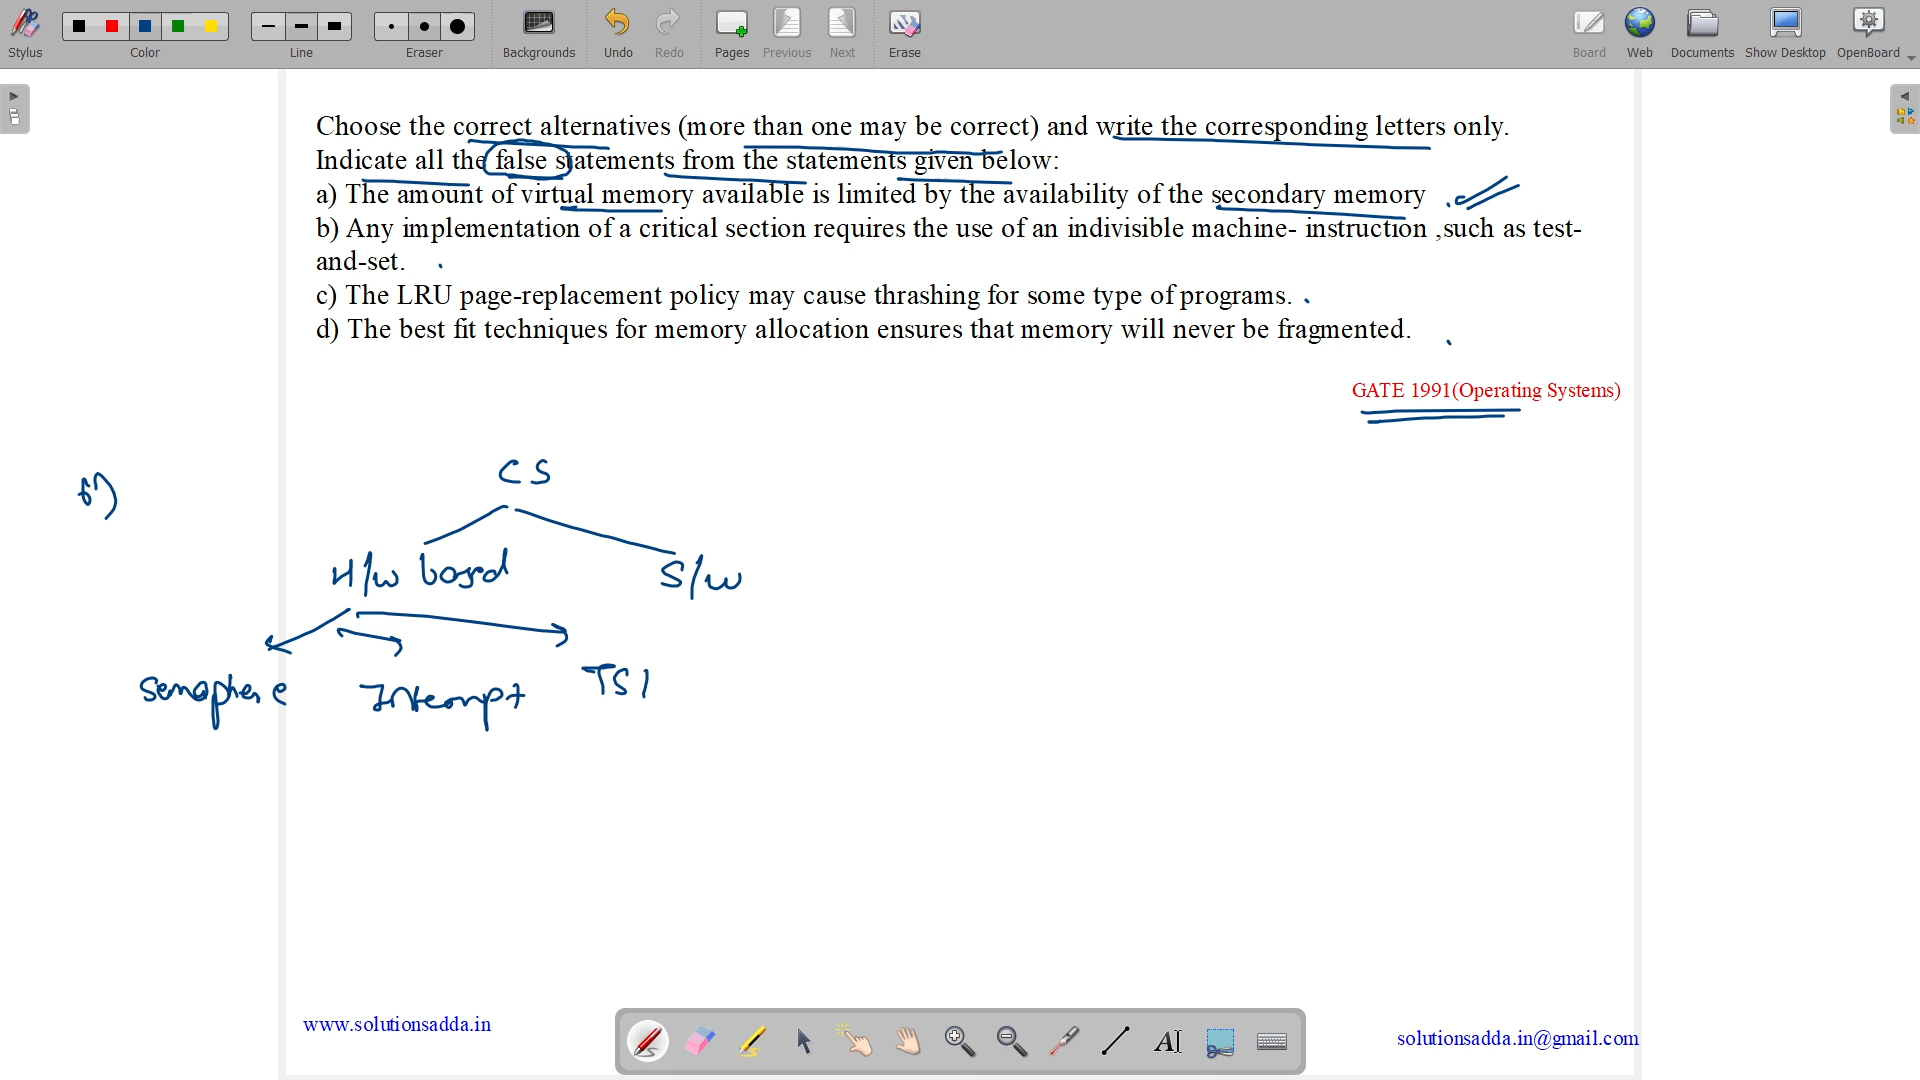 Stylus
Color
Line
Eraser
Backgrounds
Undo
Redo
Pages
Previous
Next
Erase
Board
Web
Documents
Show Desktop
OpenBoard
Choose the correct alternatives (more than one may be correct) and write the corresponding letters only.
Indicate all the false statements from the statements given below:
a) The amount of virtual memory available is limited by the availability of the secondary memory
b) Any implementation of a critical section requires the use of an indivisible machine- instruction ,such as test-
and-set.
c) The LRU page-replacement policy may cause thrashing for some type of programs.
d) The best fit techniques for memory allocation ensures that memory will never be fragmented.
GATE 1991(Operating Systems)
CS
H/w based
S/w
Semaphere
TSI
www.solutionsadda.in
solutionsadda.in@gmail.com